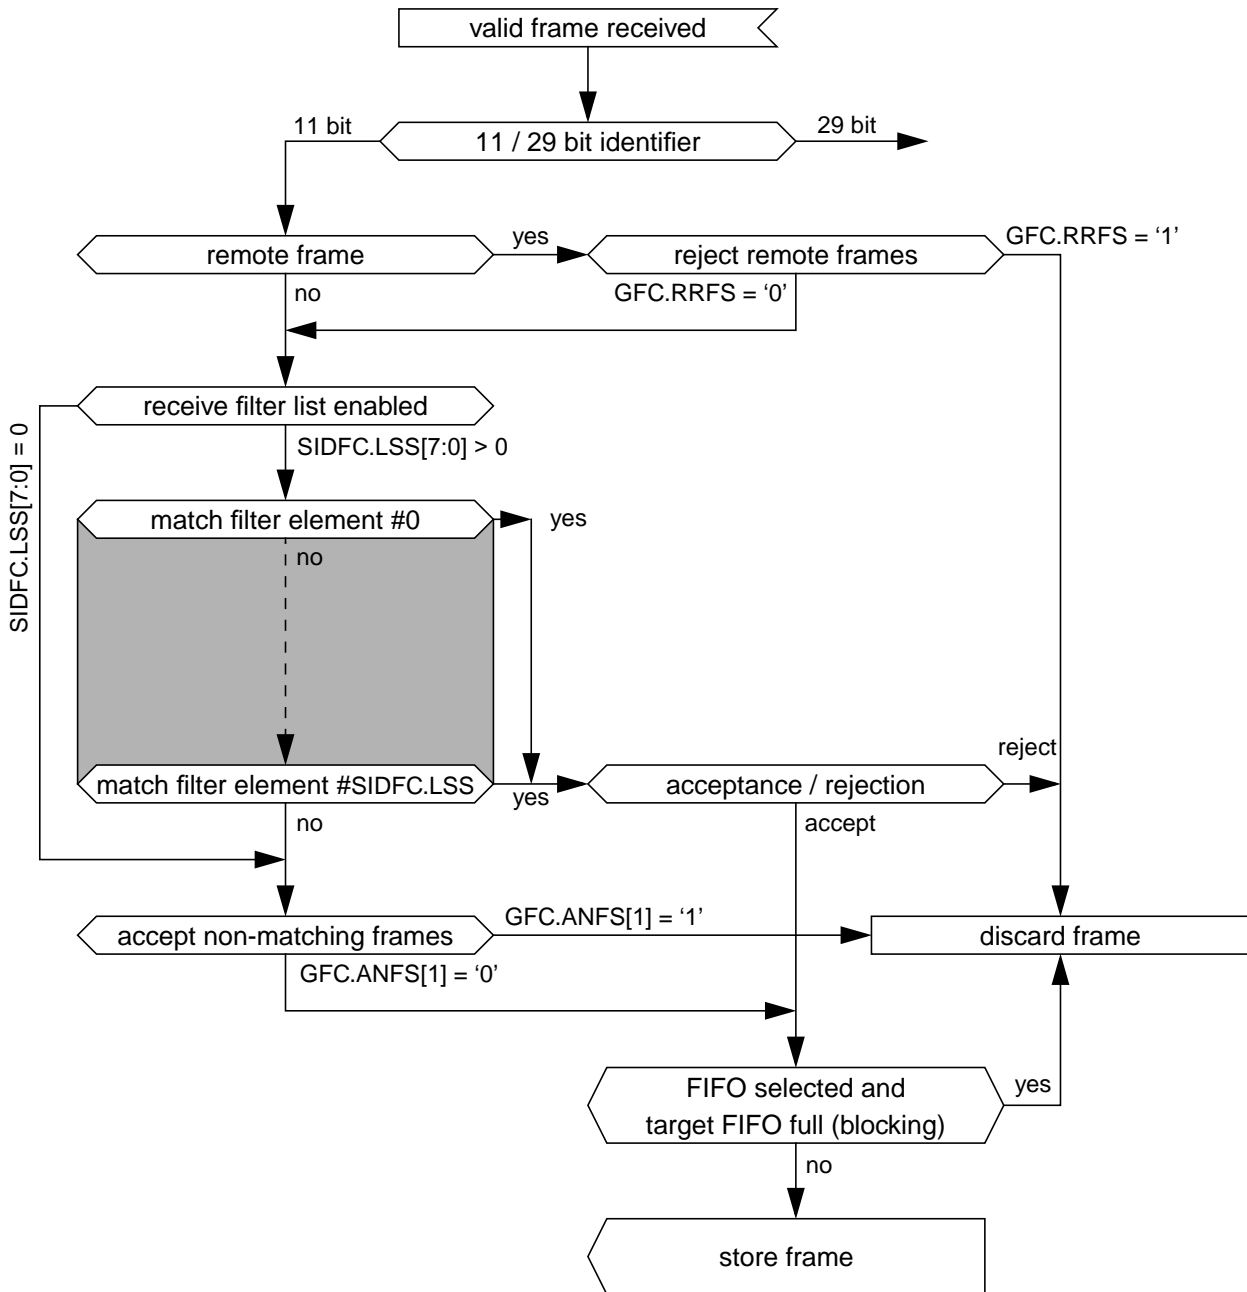 valid frame received
11 bit
11 / 29 bit identifier
29 bit
remote frame
yes
reject remote frames
GFC.RRFS = ‘1’
no
GFC.RRFS = ‘0’
receive filter list enabled
SIDFC.LSS[7:0] = 0
SIDFC.LSS[7:0] > 0
match filter element #0
yes
no
match filter element #SIDFC.LSS
yes
acceptance / rejection
reject
no
accept
accept non-matching frames
GFC.ANFS[1] = ‘1’
discard frame
GFC.ANFS[1] = ‘0’
FIFO selected and
target FIFO full (blocking)
yes
no
store frame